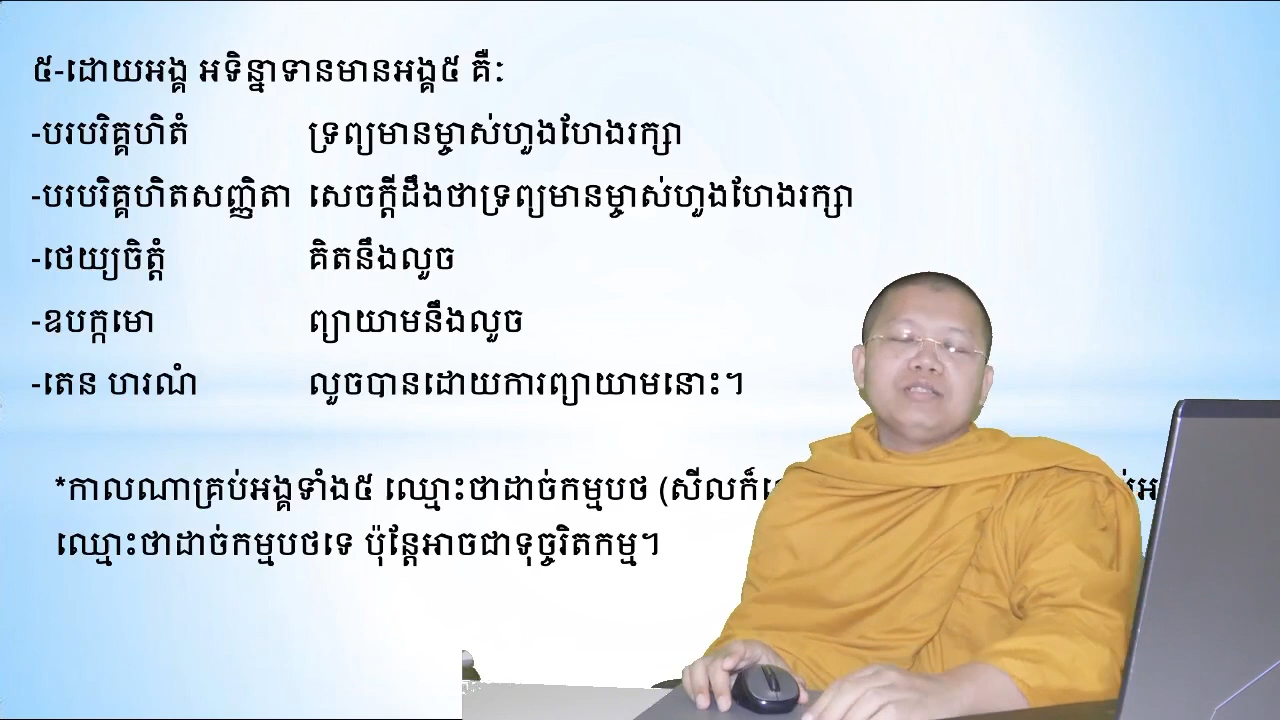 ៥-ដោយអង្គ អទិន្នាទានមានអង្គ៥ គឺៈ
-បរបរិគ្គហិតំ ទ្រព្យមានម្ចាស់ហួងហែងរក្សា
-បរបរិគ្គហិតសញ្ញិតា សេចក្តីដឹងថាទ្រព្យមានម្ចាស់ហួងហែងរក្សា
-ថេយ្យចិត្តំ គិតនឹងលួច
-ឧបក្កមោ ព្យាយាមនឹងលួច
-តេន ហរណំ លួចបានដោយការព្យាយាមនោះ។
*កាលណាគ្រប់អង្គទាំង៥ ឈ្មោះថាដាច់កម្មបថ (សីលក៏
ឈ្មោះថាដាច់កម្មបថទេ ប៉ុន្តែអាចជាទុច្ចរិតកម្ម។